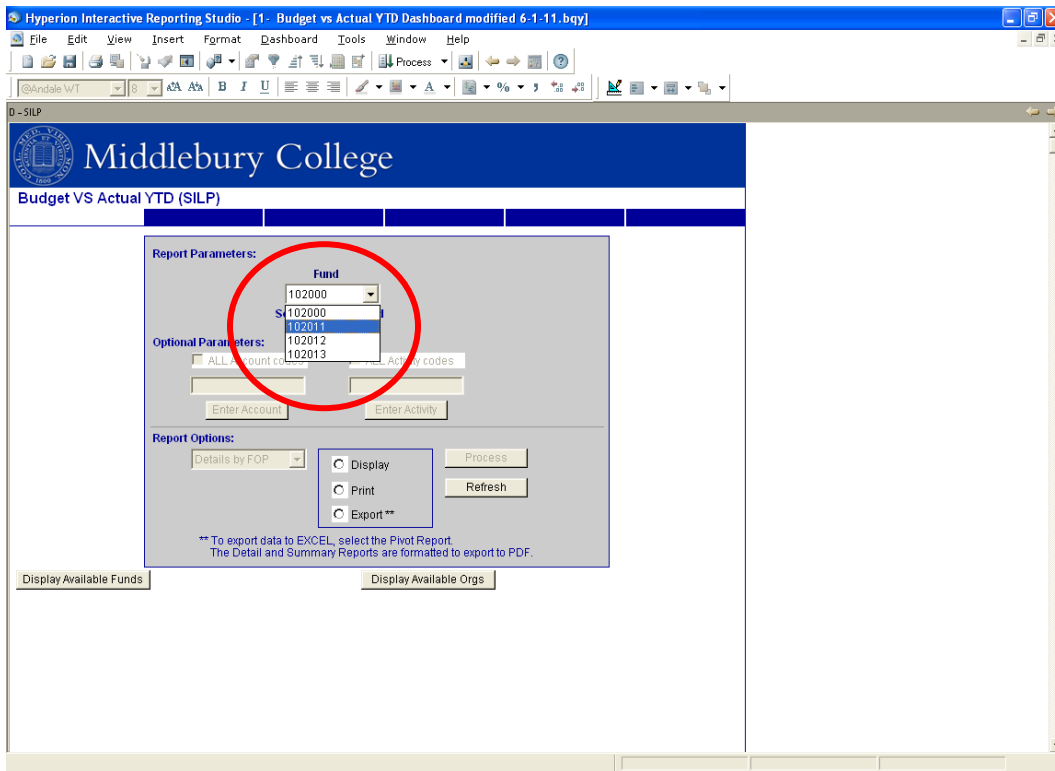 Hyperion Interactive Reporting Studio - [1- Budget vs Actual YTD Dashboard modified 6-1-11.bqy]
File Edit View Insert Format Dashboard Tools Window Help
Process
@Andale WT 8 B I U A %
D - SILP
Middlebury College
Budget VS Actual YTD (SILP)
Report Parameters:
Fund
102000
102000
102011
102012
102013
Optional Parameters:
ALL Account codes ALL Activity codes
Enter Account Enter Activity
Report Options:
Details by FOP Display Process
Print Refresh
Export **
** To export data to EXCEL, select the Pivot Report.
The Detail and Summary Reports are formatted to export to PDF.
Display Available Funds Display Available Orgs